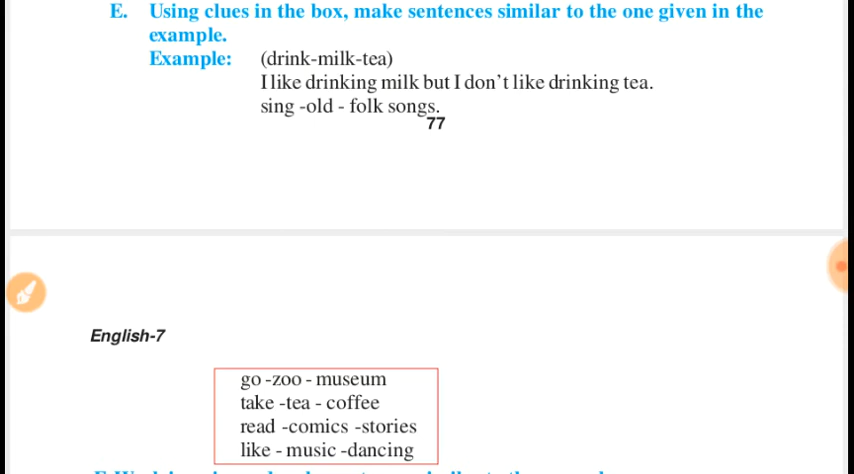 E. Using clues in the box, make sentences similar to the one given in the
example.
Example: (drink-milk-tea)
I like drinking milk but I don't like drinking tea.
sing -old - folk songs.
77
English-7
go -zoo - museum
take -tea - coffee
read -comics -stories
like - music -dancing